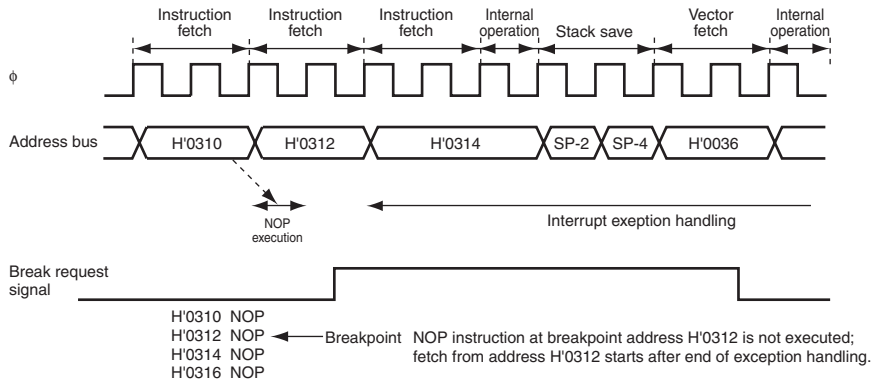 Instruction fetch
Instruction fetch
Instruction fetch
Internal operation
Stack save
Vector fetch
Internal operation
φ
Address bus
H'0310
H'0312
H'0314
SP-2
SP-4
H'0036
NOP execution
Interrupt exeption handling
Break request signal
H'0310 NOP
H'0312 NOP
Breakpoint
NOP instruction at breakpoint address H'0312 is not executed;
fetch from address H'0312 starts after end of exception handling.
H'0314 NOP
H'0316 NOP